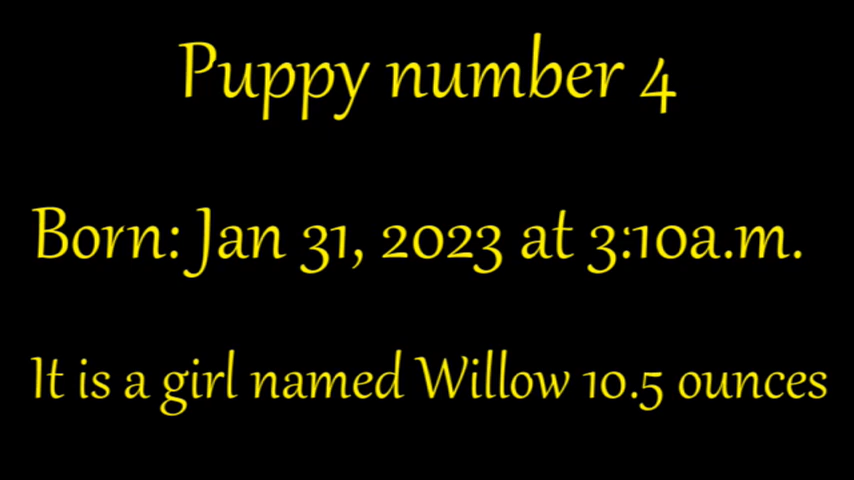 Puppy number 4
Born: Jan 31, 2023 at 3:10a.m.
It is a girl named Willow 10.5 ounces